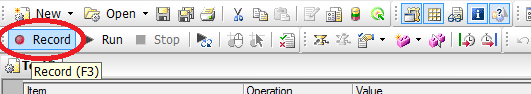 New Open
Record Run Stop
Record (F3)
Item Operation Value